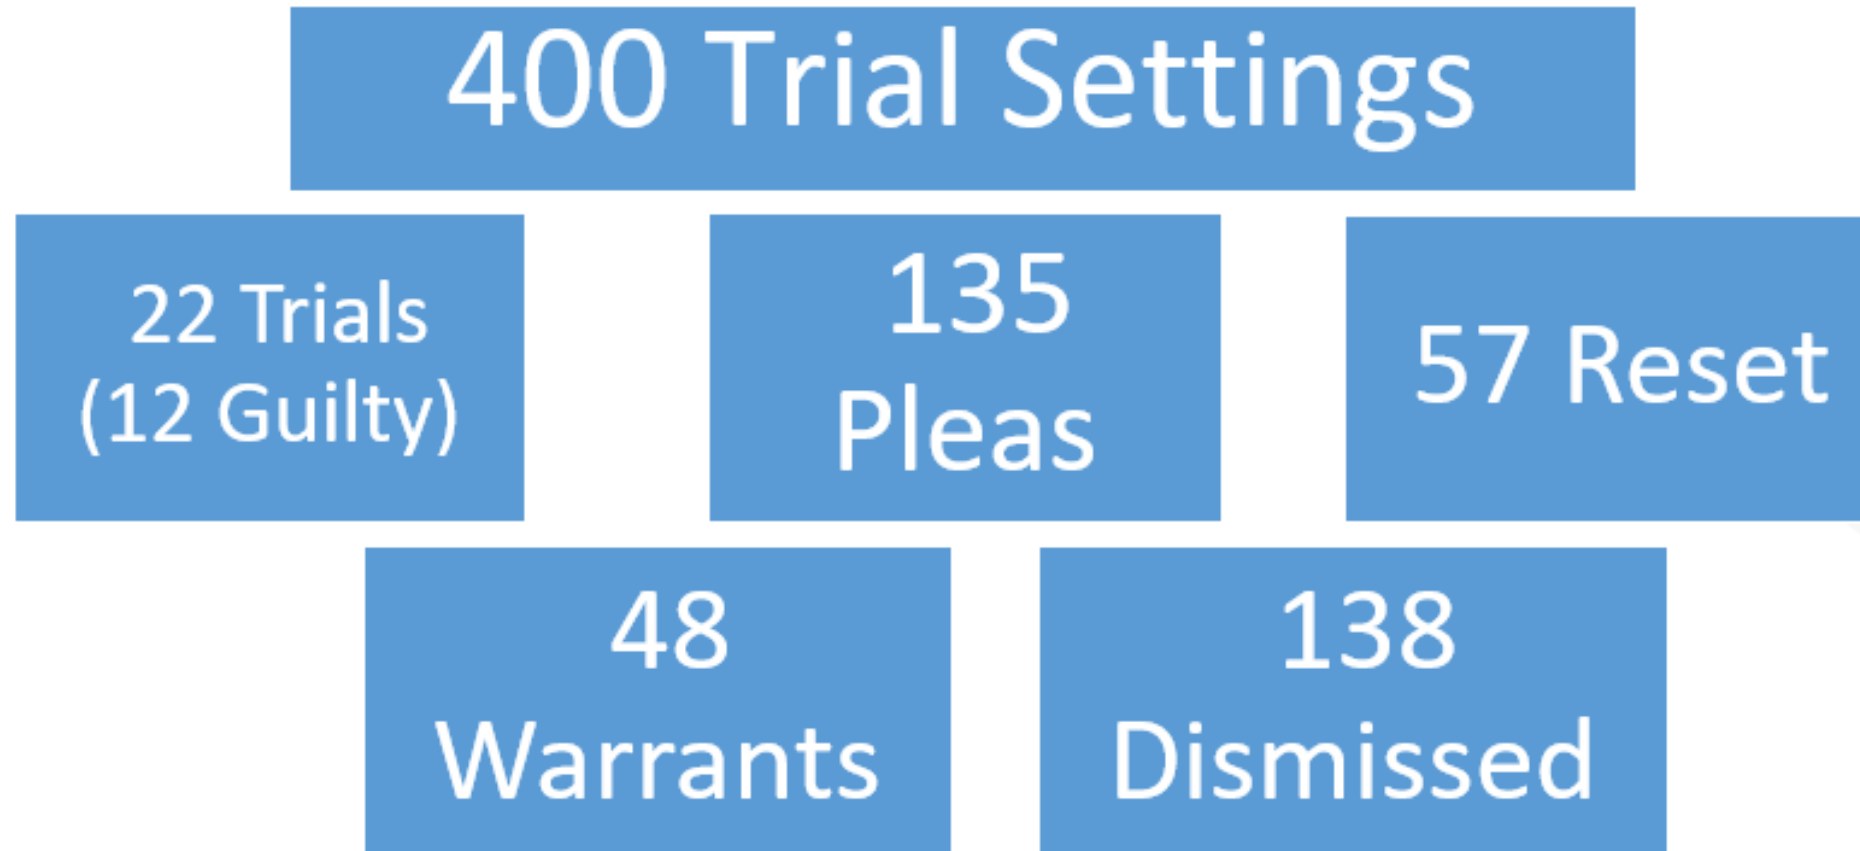 400 Trial Settings
22 Trials
(12 Guilty)
135
Pleas
57 Reset
48
Warrants
138
Dismissed